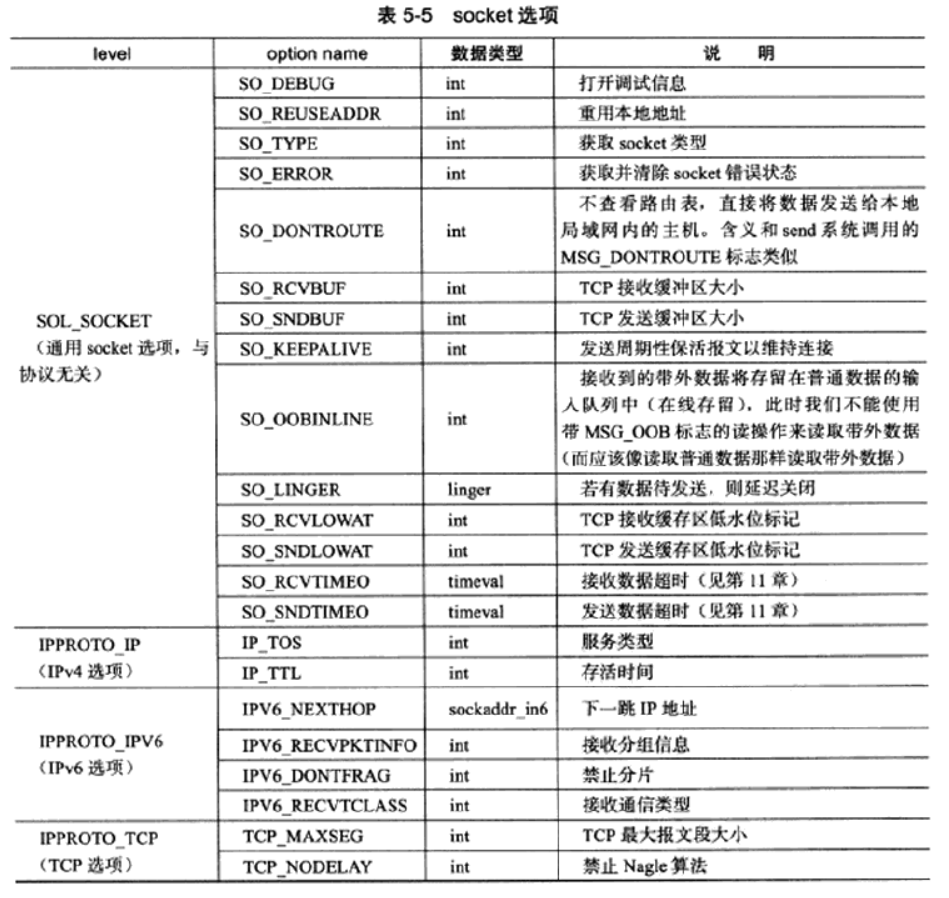 表 5-5 socket 选项
level option name 数据类型 说 明
SO_DEBUG int 打开调试信息
SO_REUSEADDR int 重用本地地址
SO_TYPE int 获取 socket 类型
SO_ERROR int 获取并清除 socket 错误状态
SO_DONTROUTE int 不查看路由表，直接将数据发送给本地
局域网内的主机。含义和 send 系统调用的
MSG_DONTROUTE 标志类似
SO_RCVBUF int TCP 接收缓冲区大小
SOL_SOCKET
（通用 socket 选项，与
协议无关）
SO_SNDBUF int TCP 发送缓冲区大小
SO_KEEPALIVE int 发送周期性保活报文以维持连接
SO_OOBINLINE int 接收到的带外数据将存留在普通数据的输
入队列中（在线存留），此时我们不能使用
带 MSG_OOB 标志的读操作来读取带外数据
（而应该像读取普通数据那样读取带外数据）
SO_LINGER linger 若有数据待发送，则延迟关闭
SO_RCVLOWAT int TCP 接收缓存区低水位标记
SO_SNDLOWAT int TCP 发送缓存区低水位标记
SO_RCVTIMEO timeval 接收数据超时（见第 11 章）
SO_SNDTIMEO timeval 发送数据超时（见第 11 章）
IPPROTO_IP
（IPv4 选项）
IP_TOS int 服务类型
IP_TTL int 存活时间
IPPROTO_IPV6
（IPv6 选项）
IPV6_NEXTHOP sockaddr_in6 下一跳 IP 地址
IPV6_RECVPKTINFO int 接收分组信息
IPV6_DONTFRAG int 禁止分片
IPV6_RECVTCLASS int 接收通信类型
IPPROTO_TCP
（TCP 选项）
TCP_MAXSEG int TCP 最大报文段大小
TCP_NODELAY int 禁止 Nagle 算法